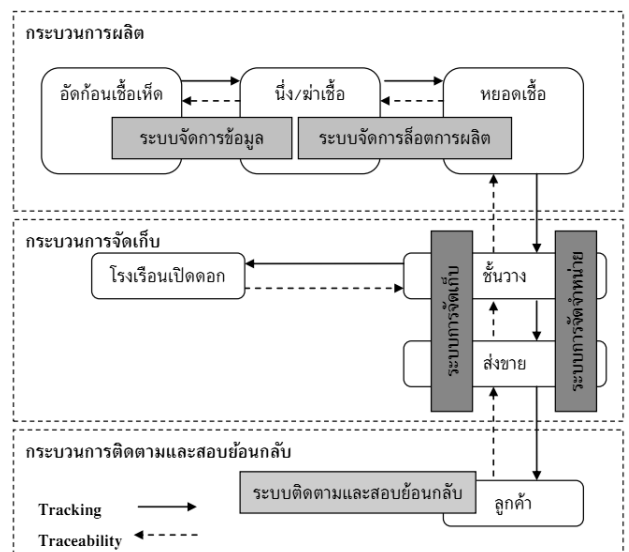 กระบวนการผลิต
อัดก้อนเชื้อเห็ด
นึ่ง/ฆ่าเชื้อ
หยอดเชื้อ
ระบบจัดการข้อมูล
ระบบจัดการล็อตการผลิต
กระบวนการจัดเก็บ
โรงเรือนเปิดดอก
ชั้นวาง
ระบบการจัดเก็บ
ระบบการจัดจำหน่าย
ส่งขาย
กระบวนการติดตามและสอบย้อนกลับ
ระบบติดตามและสอบย้อนกลับ
ลูกค้า
Tracking
Traceability